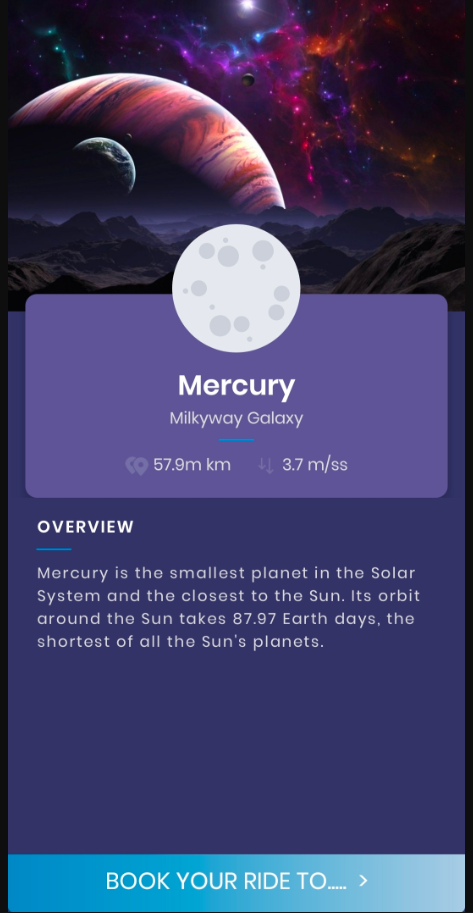 Mercury
Milkyway Galaxy
57.9m km 3.7 m/ss
OVERVIEW
Mercury is the smallest planet in the Solar
System and the closest to the Sun. Its orbit
around the Sun takes 87.97 Earth days, the
shortest of all the Sun's planets.
BOOK YOUR RIDE TO..... >